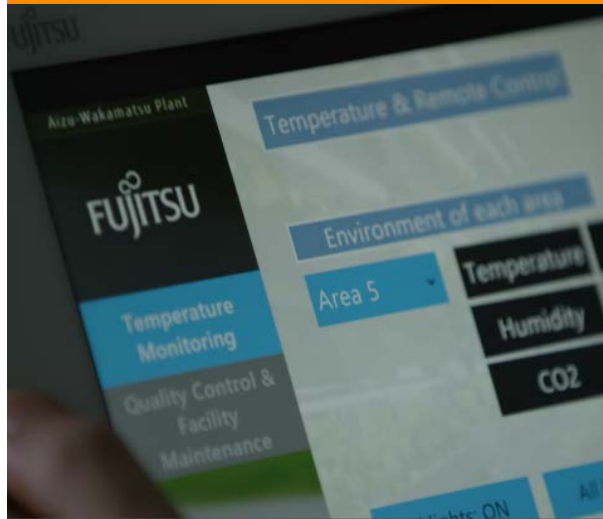 FUJITSU
Aizu-Wakamatsu Plant
FUJITSU
Temperature & Remote Control
Environment of each area
Area 5
Temperature
Humidity
CO2
Temperature
Monitoring
Quality Control &
Facility
Maintenance
Lights: ON
All